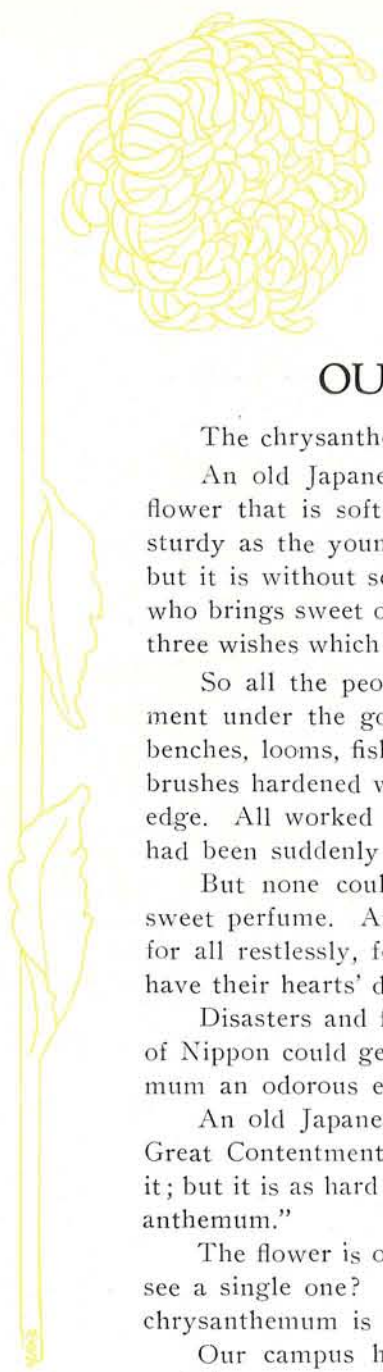 OU
The chrysanthe
An old Japane
flower that is soft
sturdy as the youn
but it is without s
who brings sweet o
three wishes which
So all the peo
ment under the go
benches, looms, fish
brushes hardened w
edge. All worked
had been suddenly
But none coul
sweet perfume. A
for all restlessly, f
have their hearts' d
Disasters and f
of Nippon could ge
mum an odorous e
An old Japane
Great Contentment
it; but it is as hard
anthemum."
The flower is o
see a single one?
chrysanthemum is
Our campus h